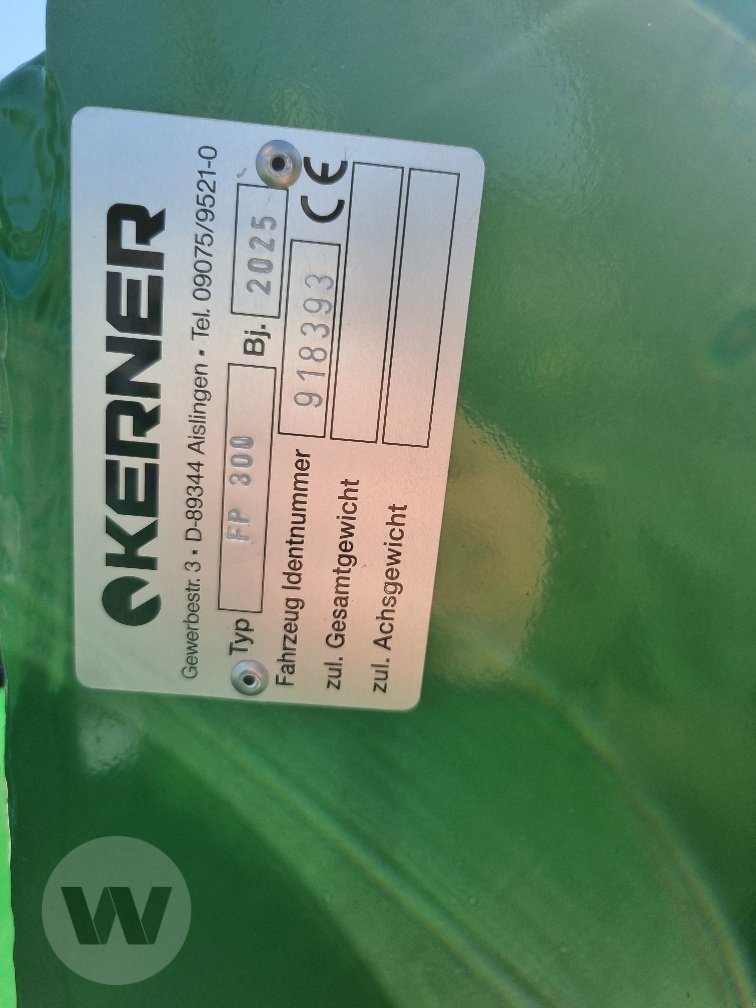 KERNER
Gewerbestr. 3 • D-89344 Aislingen • Tel. 09075/9521-0
Typ FP 300 Bj. 2025
Fahrzeug Identnummer 918393 CE
zul. Gesamtgewicht
zul. Achsgewicht
W